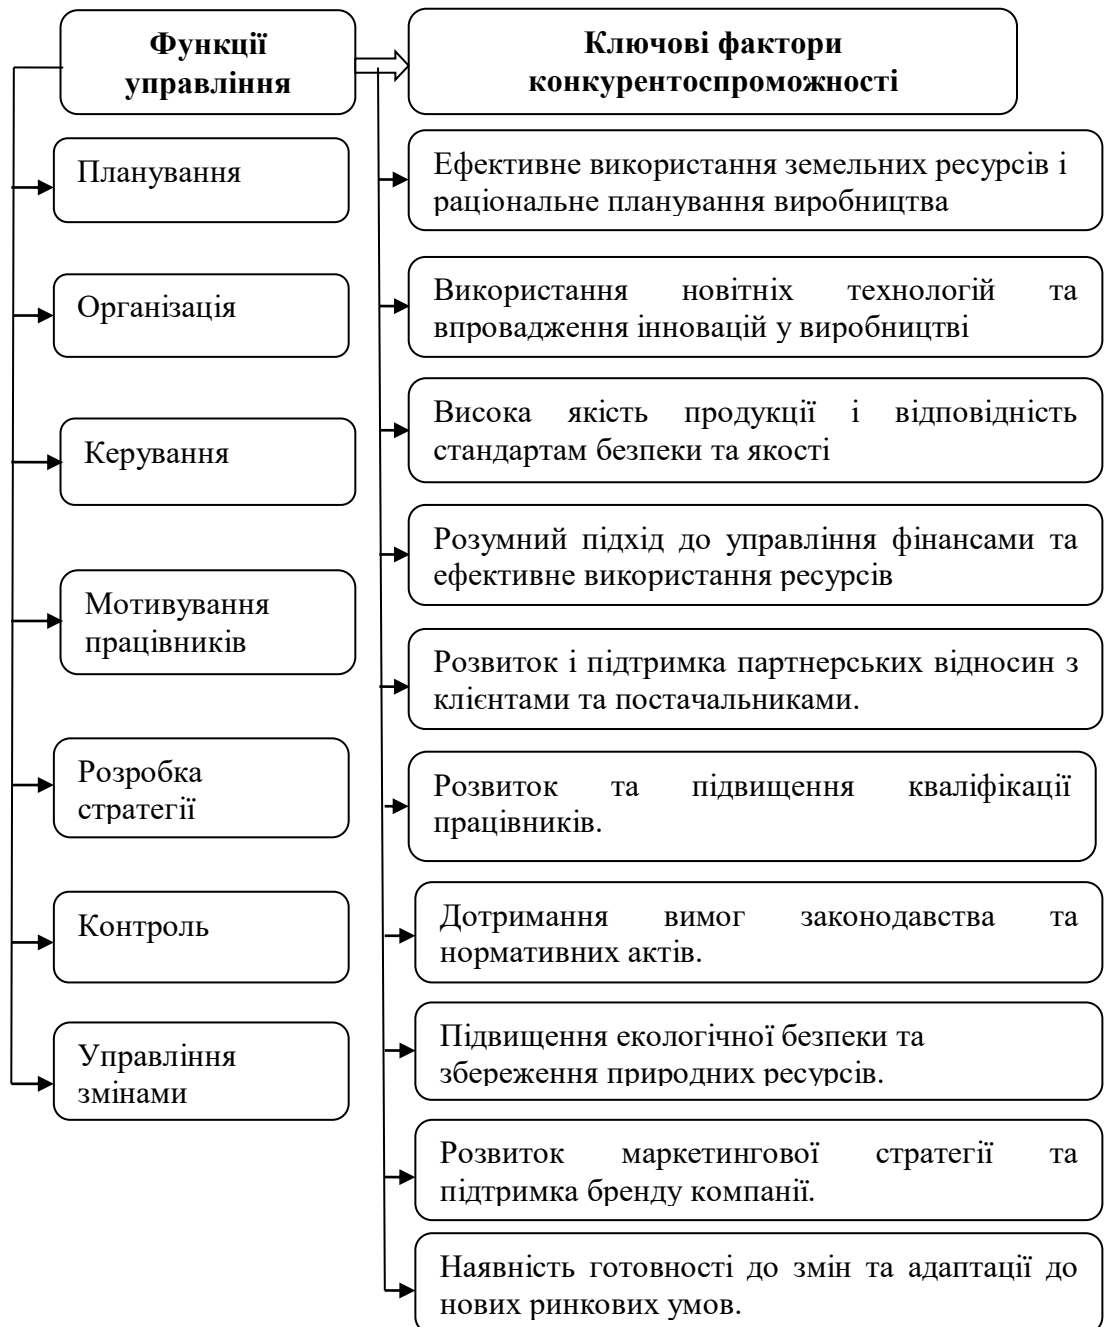 Функції
управління
Ключові фактори
конкурентоспроможності
Планування
Організація
Керування
Мотивування
працівників
Розробка
стратегії
Контроль
Управління
змінами
Ефективне використання земельних ресурсів і
раціональне планування виробництва
Використання новітніх технологій та
впровадження інновацій у виробництві
Висока якість продукції і відповідність
стандартам безпеки та якості
Розумний підхід до управління фінансами та
ефективне використання ресурсів
Розвиток і підтримка партнерських відносин з
клієнтами та постачальниками.
Розвиток та підвищення кваліфікації
працівників.
Дотримання вимог законодавства та
нормативних актів.
Підвищення екологічної безпеки та
збереження природних ресурсів.
Розвиток маркетингової стратегії та
підтримка бренду компанії.
Наявність готовності до змін та адаптації до
нових ринкових умов.